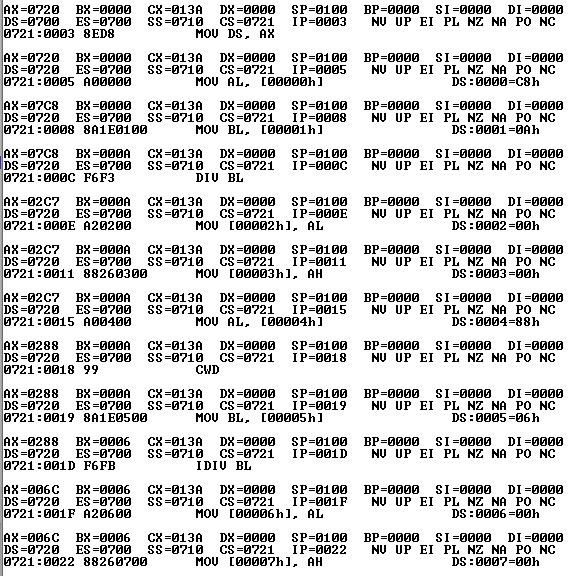 AX=0720 BX=0000 CX=013A DX=0000 SP=0100 BP=0000 SI=0000 DI=0000
DS=0700 ES=0700 SS=0710 CS=0721 IP=0003 NV UP EI PL NZ NA PO NC
0721:0003 8ED8 MOV DS, AX
AX=0720 BX=0000 CX=013A DX=0000 SP=0100 BP=0000 SI=0000 DI=0000
DS=0720 ES=0700 SS=0710 CS=0721 IP=0005 NV UP EI PL NZ NA PO NC
0721:0005 A00000 MOV AL, [00000h] DS:0000=C8h
AX=07C8 BX=0000 CX=013A DX=0000 SP=0100 BP=0000 SI=0000 DI=0000
DS=0720 ES=0700 SS=0710 CS=0721 IP=0008 NV UP EI PL NZ NA PO NC
0721:0008 8A1E0100 MOV BL, [00001h] DS:0001=0Ah
AX=07C8 BX=000A CX=013A DX=0000 SP=0100 BP=0000 SI=0000 DI=0000
DS=0720 ES=0700 SS=0710 CS=0721 IP=000C NV UP EI PL NZ NA PO NC
0721:000C F6F3 DIV BL
AX=02C7 BX=000A CX=013A DX=0000 SP=0100 BP=0000 SI=0000 DI=0000
DS=0720 ES=0700 SS=0710 CS=0721 IP=000E NV UP EI PL NZ NA PO NC
0721:000E A20200 MOV [00002h], AL DS:0002=00h
AX=02C7 BX=000A CX=013A DX=0000 SP=0100 BP=0000 SI=0000 DI=0000
DS=0720 ES=0700 SS=0710 CS=0721 IP=0011 NV UP EI PL NZ NA PO NC
0721:0011 88260300 MOV [00003h], AH DS:0003=00h
AX=02C7 BX=000A CX=013A DX=0000 SP=0100 BP=0000 SI=0000 DI=0000
DS=0720 ES=0700 SS=0710 CS=0721 IP=0015 NV UP EI PL NZ NA PO NC
0721:0015 A00400 MOV AL, [00004h] DS:0004=88h
AX=0288 BX=000A CX=013A DX=0000 SP=0100 BP=0000 SI=0000 DI=0000
DS=0720 ES=0700 SS=0710 CS=0721 IP=0018 NV UP EI PL NZ NA PO NC
0721:0018 99 CWD
AX=0288 BX=000A CX=013A DX=0000 SP=0100 BP=0000 SI=0000 DI=0000
DS=0720 ES=0700 SS=0710 CS=0721 IP=0019 NV UP EI PL NZ NA PO NC
0721:0019 8A1E0500 MOV BL, [00005h] DS:0005=06h
AX=0288 BX=0006 CX=013A DX=0000 SP=0100 BP=0000 SI=0000 DI=0000
DS=0720 ES=0700 SS=0710 CS=0721 IP=001D NV UP EI PL NZ NA PO NC
0721:001D F6FB IDIV BL
AX=006C BX=0006 CX=013A DX=0000 SP=0100 BP=0000 SI=0000 DI=0000
DS=0720 ES=0700 SS=0710 CS=0721 IP=001F NV UP EI PL NZ NA PO NC
0721:001F A20600 MOV [00006h], AL DS:0006=00h
AX=006C BX=0006 CX=013A DX=0000 SP=0100 BP=0000 SI=0000 DI=0000
DS=0720 ES=0700 SS=0710 CS=0721 IP=0022 NV UP EI PL NZ NA PO NC
0721:0022 88260700 MOV [00007h], AH DS:0007=00h